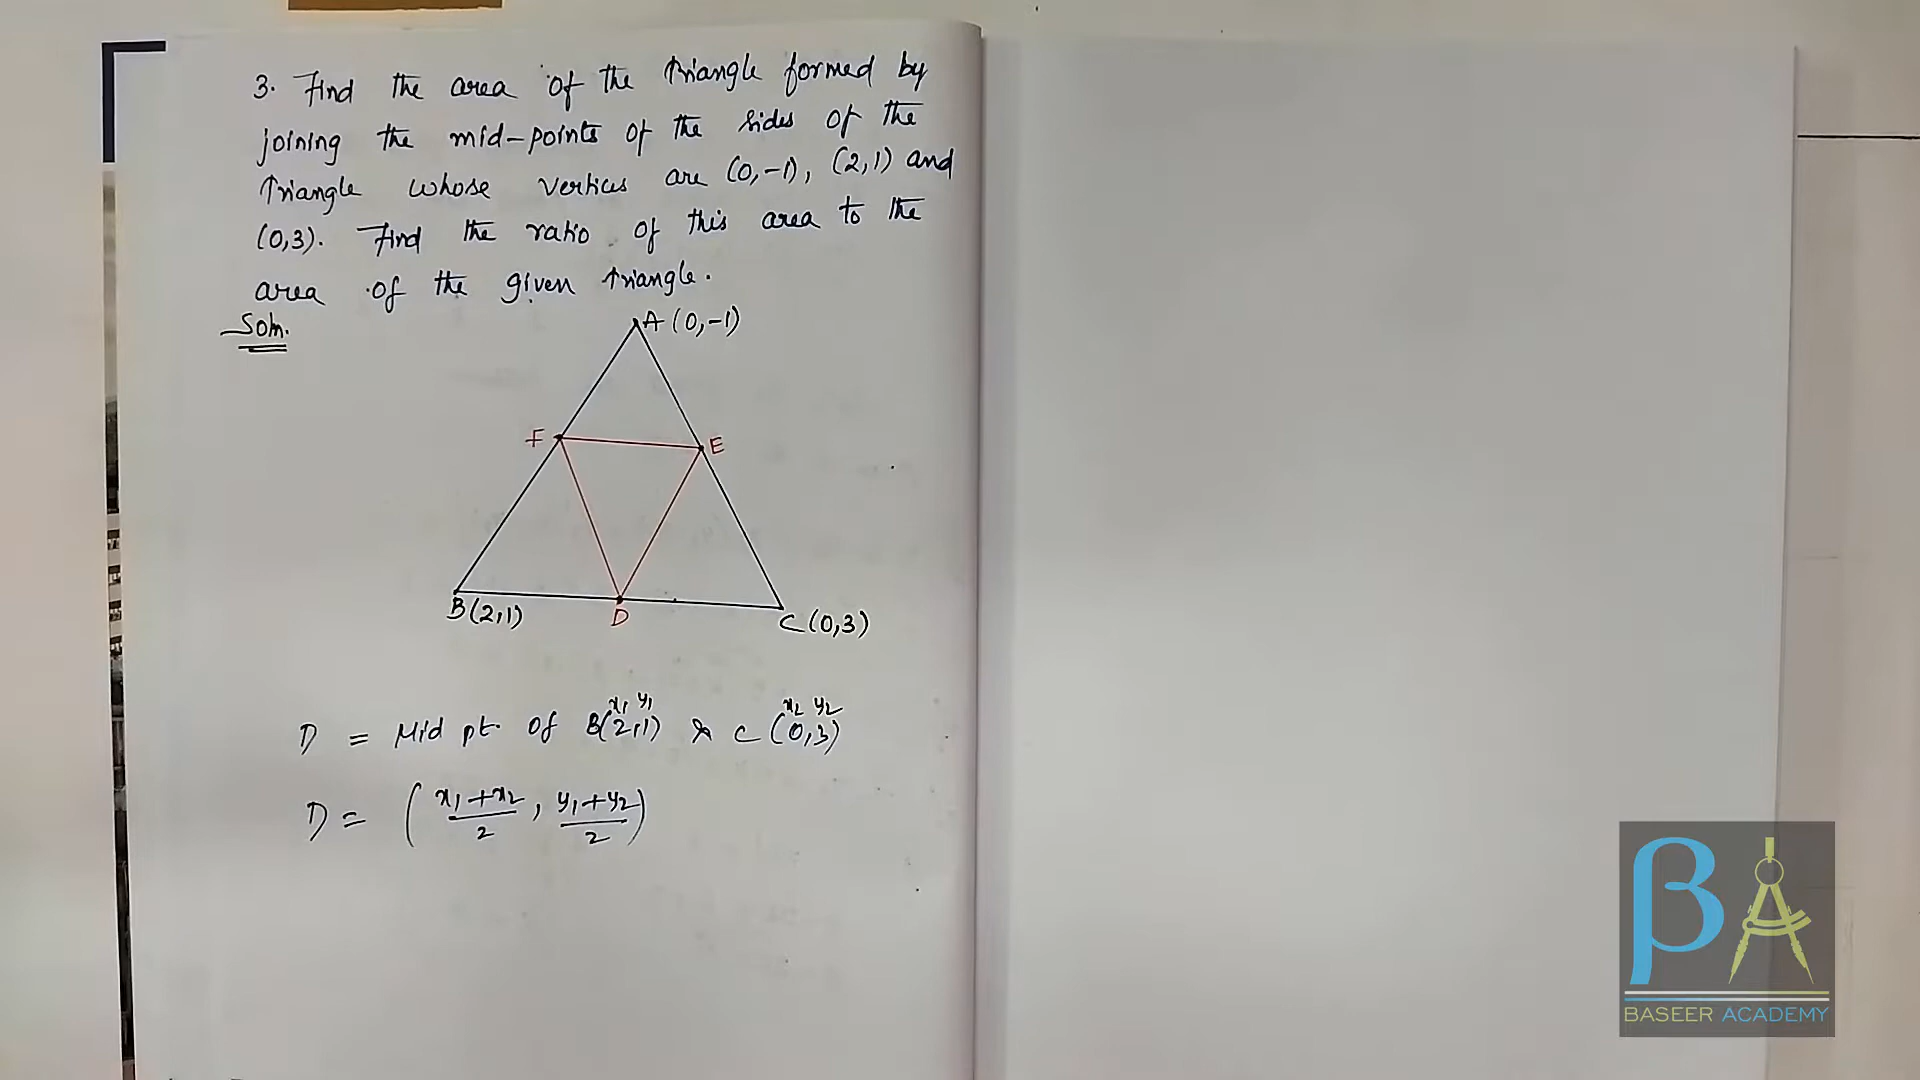 3. Find the area of the triangle formed by
joining the mid-points of the sides of the
triangle whose vertices are (0,-1), (2,1) and
(0,3). Find the ratio of this area to the
area of the given triangle.
Soln.
A (0,-1)
F
E
B(2,1)
D
C (0,3)
x₁ y₁ x₂ y₂
D = Mid pt. of B(2,1) & C (0,3)
D = (x₁+x₂/2, y₁+y₂/2)
βA
BASEER ACADEMY